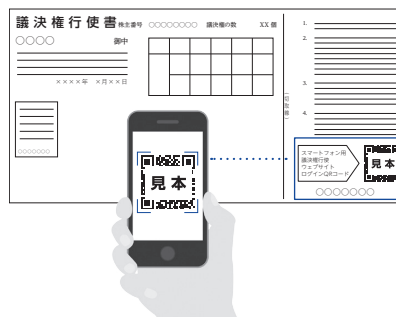 議決権行使書 株主番号 ○○○○○○○○ 議決権の数 XX 個
○○○○ 御中
××××年 ×月××日
○○○○○○○
1.
2.
3.
4.
スマートフォン用
議決権行使
ウェブサイト
ログインQRコード
見本
○○○○○○○
見本